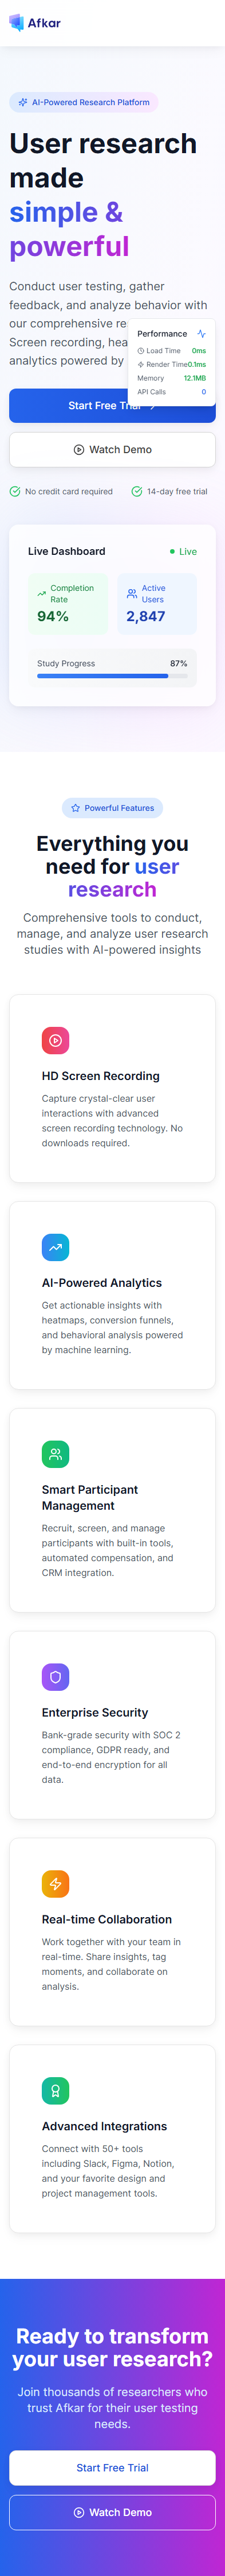 Afkar
AI-Powered Research Platform
User research
made
simple &
powerful
Conduct user testing, gather
feedback, and analyze behavior with
our comprehensive
Screen recording,
analytics powered by
Performance
Load Time 0ms
Render Time 0.1ms
Memory 12.1MB
API Calls 0
Start Free Trial
Watch Demo
No credit card required
14-day free trial
Live Dashboard
Live
Completion
Rate
94%
Active
Users
2,847
Study Progress 87%
Powerful Features
Everything you
need for user
research
Comprehensive tools to conduct,
manage, and analyze user research
studies with AI-powered insights
HD Screen Recording
Capture crystal-clear user
interactions with advanced
screen recording technology. No
downloads required.
AI-Powered Analytics
Get actionable insights with
heatmaps, conversion funnels,
and behavioral analysis powered
by machine learning.
Smart Participant
Management
Recruit, screen, and manage
participants with built-in tools,
automated compensation, and
CRM integration.
Enterprise Security
Bank-grade security with SOC 2
compliance, GDPR ready, and
end-to-end encryption for all
data.
Real-time Collaboration
Work together with your team in
real-time. Share insights, tag
moments, and collaborate on
analysis.
Advanced Integrations
Connect with 50+ tools
including Slack, Figma, Notion,
and your favorite design and
project management tools.
Ready to transform
your user research?
Join thousands of researchers who
trust Afkar for their user testing
needs.
Start Free Trial
Watch Demo